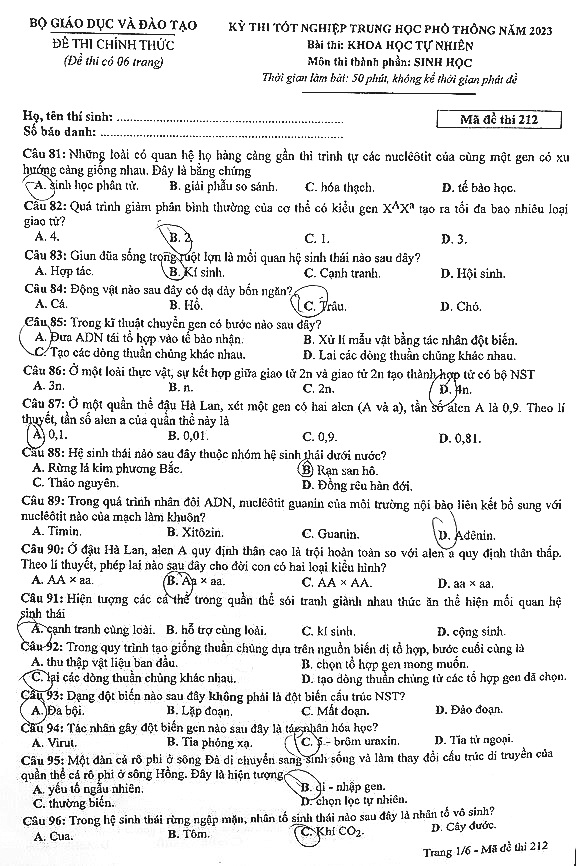 BỘ GIÁO DỤC VÀ ĐÀO TẠO
ĐỀ THI CHÍNH THỨC
(Đề thi có 06 trang)
KỲ THI TỐT NGHIỆP TRUNG HỌC PHỔ THÔNG NĂM 2023
Bài thi: KHOA HỌC TỰ NHIÊN
Môn thi thành phần: SINH HỌC
Thời gian làm bài: 50 phút, không kể thời gian phát đề
Họ, tên thí sinh: ..........................................................
Số báo danh: ..............................................................
Mã đề thi 212
Câu 81: Những loài có quan hệ họ hàng càng gần thì trình tự các nuclêôtit của cùng một gen có xu
hướng càng giống nhau. Đây là bằng chứng
A. sinh học phân tử. B. giải phẫu so sánh. C. hóa thạch. D. tế bào học.
Câu 82: Quá trình giảm phân bình thường của cơ thể có kiểu gen XᴬXᵃ tạo ra tối đa bao nhiêu loại
giao tử?
A. 4. B. 2. C. 1. D. 3.
Câu 83: Giun đũa sống trong ruột lợn là mối quan hệ sinh thái nào sau đây?
A. Hợp tác. B. Kí sinh. C. Cạnh tranh. D. Hội sinh.
Câu 84: Động vật nào sau đây có dạ dày bốn ngăn?
A. Cá. B. Hổ. C. Trâu. D. Chó.
Câu 85: Trong kĩ thuật chuyển gen có bước nào sau đây?
A. Đưa ADN tái tổ hợp vào tế bào nhận. B. Xử lí mẫu vật bằng tác nhân đột biến.
C. Tạo các dòng thuần chủng khác nhau. D. Lai các dòng thuần chủng khác nhau.
Câu 86: Ở một loài thực vật, sự kết hợp giữa giao tử 2n và giao tử 2n tạo thành hợp tử có bộ NST
A. 3n. B. n. C. 2n. D. 4n.
Câu 87: Ở một quần thể đậu Hà Lan, xét một gen có hai alen (A và a), tần số alen A là 0,9. Theo lí
thuyết, tần số alen a của quần thể này là
A. 0,1. B. 0,01. C. 0,9. D. 0,81.
Câu 88: Hệ sinh thái nào sau đây thuộc nhóm hệ sinh thái dưới nước?
A. Rừng lá kim phương Bắc. B. Rạn san hô.
C. Thảo nguyên. D. Đồng rêu hàn đới.
Câu 89: Trong quá trình nhân đôi ADN, nuclêôtit guanin của môi trường nội bào liên kết bổ sung với
nuclêôtit nào của mạch làm khuôn?
A. Timin. B. Xitôzin. C. Guanin. D. Ađênin.
Câu 90: Ở đậu Hà Lan, alen A quy định thân cao là trội hoàn toàn so với alen a quy định thân thấp.
Theo lí thuyết, phép lai nào sau đây cho đời con có hai loại kiểu hình?
A. AA × aa. B. Aa × aa. C. AA × AA. D. aa × aa.
Câu 91: Hiện tượng các cá thể trong quần thể sói tranh giành nhau thức ăn thể hiện mối quan hệ
sinh thái
A. cạnh tranh cùng loài. B. hỗ trợ cùng loài. C. kí sinh. D. cộng sinh.
Câu 92: Trong quy trình tạo giống thuần chủng dựa trên nguồn biến dị tổ hợp, bước cuối cùng là
A. thu thập vật liệu ban đầu. B. chọn tổ hợp gen mong muốn.
C. lai các dòng thuần chủng khác nhau. D. tạo dòng thuần chủng từ các tổ hợp gen đã chọn.
Câu 93: Dạng đột biến nào sau đây không phải là đột biến cấu trúc NST?
A. Đa bội. B. Lặp đoạn. C. Mất đoạn. D. Đảo đoạn.
Câu 94: Tác nhân gây đột biến gen nào sau đây là tác nhân hóa học?
A. Virut. B. Tia phóng xạ. C. 5 - brôm uraxin. D. Tia tử ngoại.
Câu 95: Một đàn cá rô phi ở sông Đà di chuyển sang sinh sống và làm thay đổi cấu trúc di truyền của
quần thể cá rô phi ở sông Hồng. Đây là hiện tượng
A. yếu tố ngẫu nhiên. B. di - nhập gen.
C. thường biến. D. chọn lọc tự nhiên.
Câu 96: Trong hệ sinh thái rừng ngập mặn, nhân tố sinh thái nào sau đây là nhân tố vô sinh?
A. Cua. B. Tôm. C. Khí CO₂. D. Cây đước.
Trang 1/6 - Mã đề thi 212